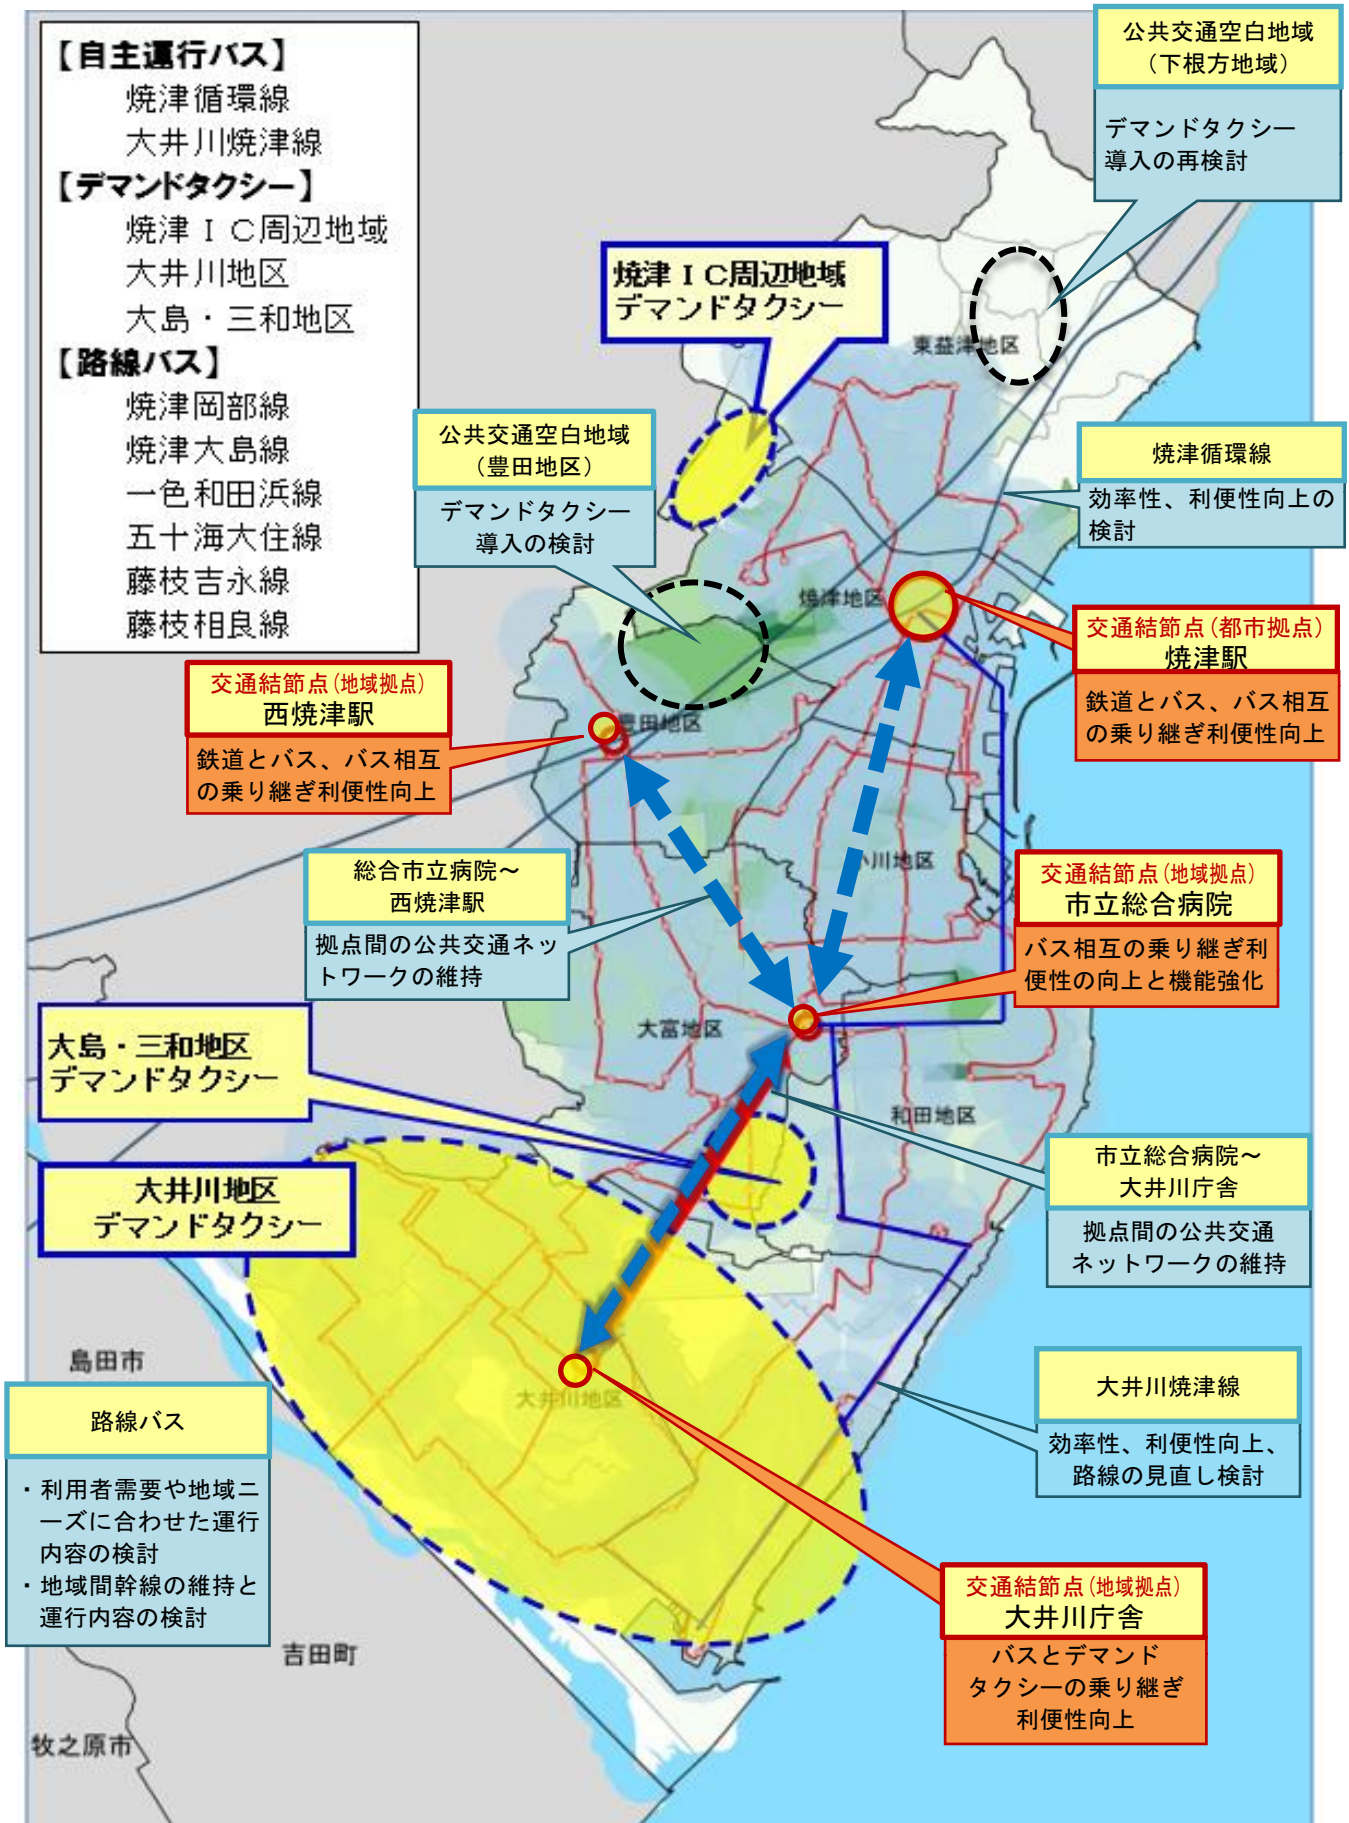 【自主運行バス】
焼津循環線
大井川焼津線
【デマンドタクシー】
焼津ＩＣ周辺地域
大井川地区
大島・三和地区
【路線バス】
焼津岡部線
焼津大島線
一色和田浜線
五十海大住線
藤枝吉永線
藤枝相良線
公共交通空白地域
（下根方地域）
デマンドタクシー
導入の再検討
焼津ＩＣ周辺地域
デマンドタクシー
東益津地区
公共交通空白地域
（豊田地区）
デマンドタクシー
導入の検討
焼津循環線
効率性、利便性向上の
検討
焼津地区
交通結節点（都市拠点）
焼津駅
鉄道とバス、バス相互
の乗り継ぎ利便性向上
交通結節点（地域拠点）
西焼津駅
鉄道とバス、バス相互
の乗り継ぎ利便性向上
豊田地区
総合市立病院～
西焼津駅
拠点間の公共交通ネッ
トワークの維持
小川地区
交通結節点（地域拠点）
市立総合病院
バス相互の乗り継ぎ利
便性の向上と機能強化
大富地区
大島・三和地区
デマンドタクシー
和田地区
市立総合病院～
大井川庁舎
拠点間の公共交通
ネットワークの維持
大井川地区
デマンドタクシー
島田市
大井川地区
大井川焼津線
効率性、利便性向上、
路線の見直し検討
路線バス
・利用者需要や地域ニ
ーズに合わせた運行
内容の検討
・地域間幹線の維持と
運行内容の検討
交通結節点（地域拠点）
大井川庁舎
バスとデマンド
タクシーの乗り継ぎ
利便性向上
吉田町
牧之原市